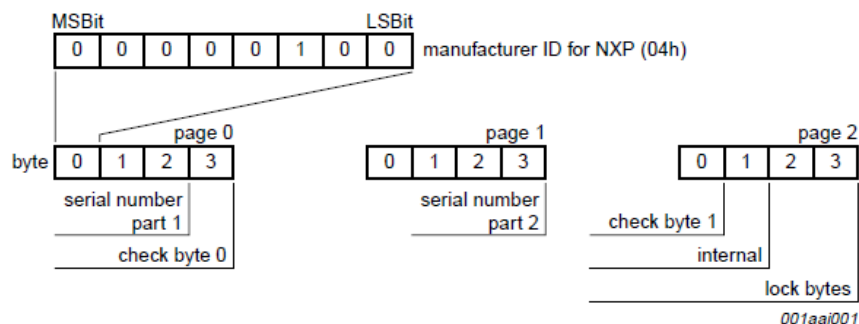 MSBit LSBit
0 0 0 0 0 1 0 0 manufacturer ID for NXP (04h)
page 0 page 1 page 2
byte 0 1 2 3 0 1 2 3 0 1 2 3
serial number serial number
part 1 part 2 check byte 1
check byte 0 internal
lock bytes
001aai001